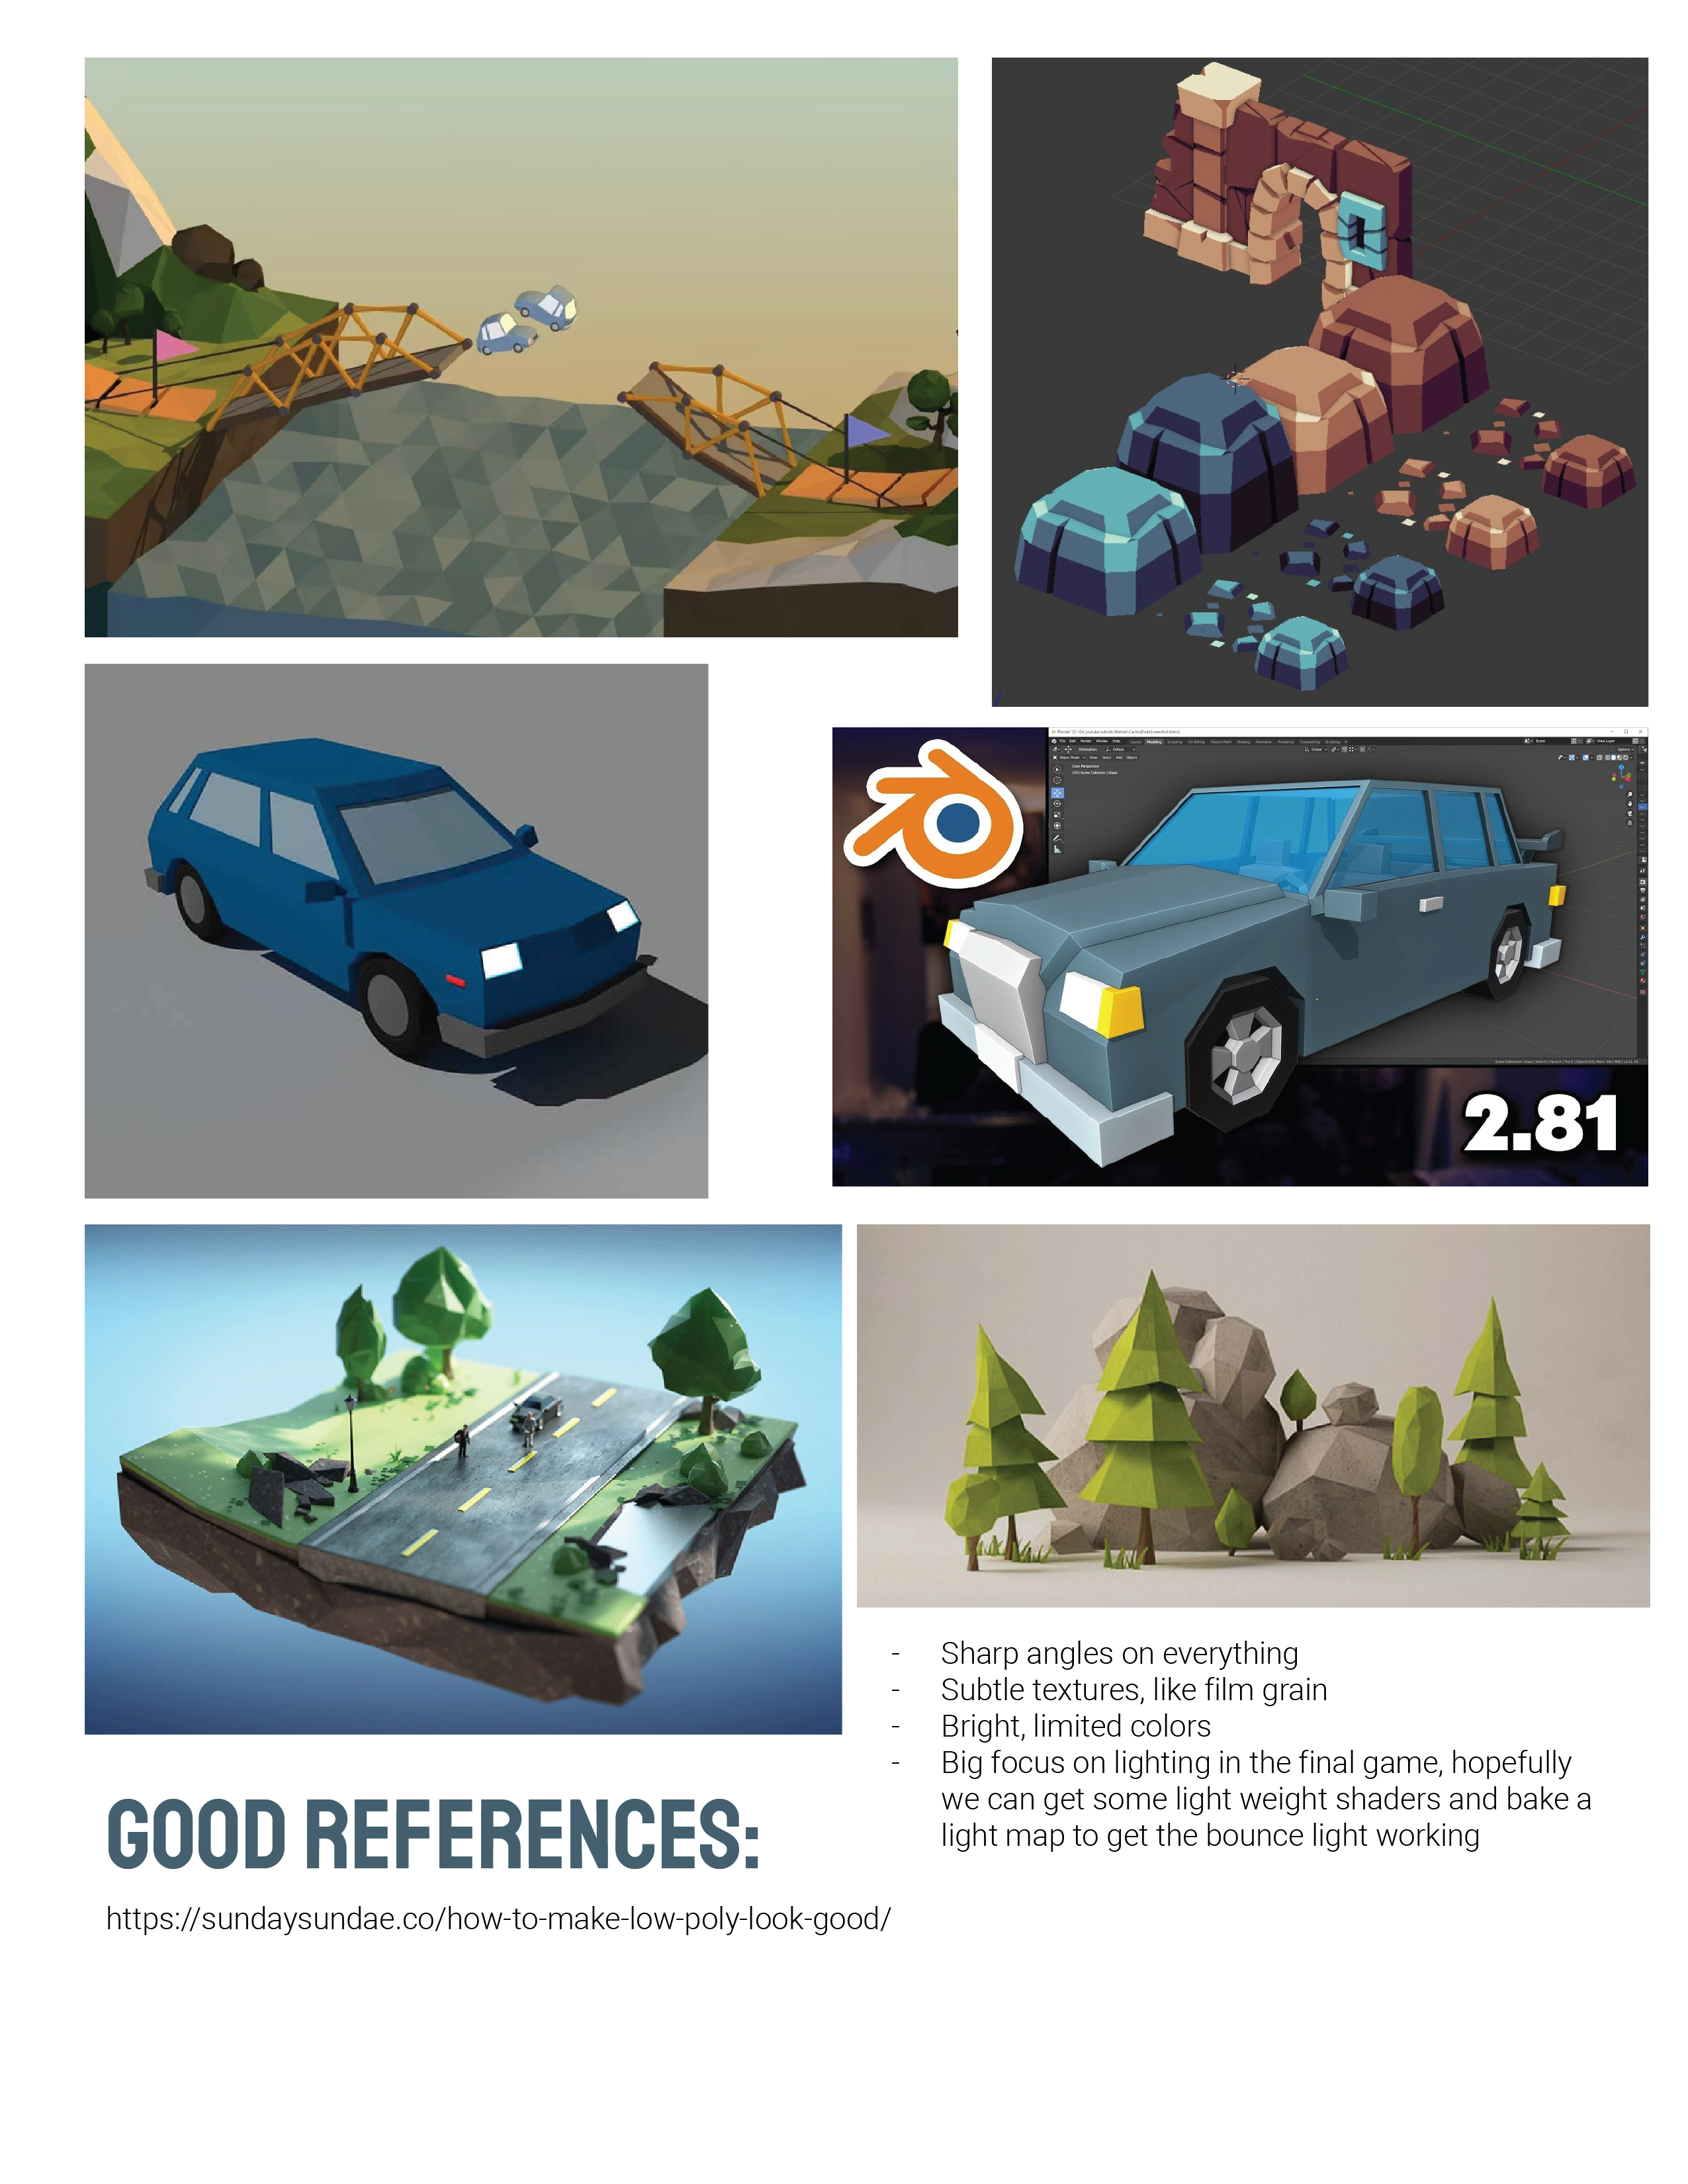 2.81
- Sharp angles on everything
- Subtle textures, like film grain
- Bright, limited colors
- Big focus on lighting in the final game, hopefully
we can get some light weight shaders and bake a
light map to get the bounce light working
GOOD REFERENCES:
https://sundaysundae.co/how-to-make-low-poly-look-good/